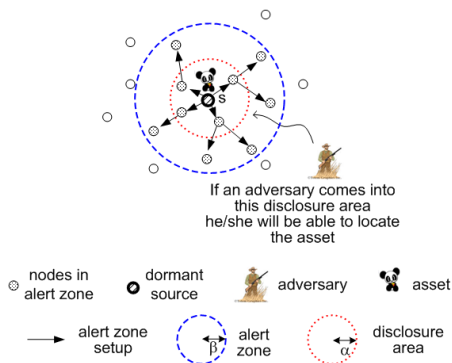 S
If an adversary comes into
this disclosure area
he/she will be able to locate
the asset
nodes in
alert zone
dormant
source
adversary
asset
alert zone
setup
β
alert
zone
α
disclosure
area